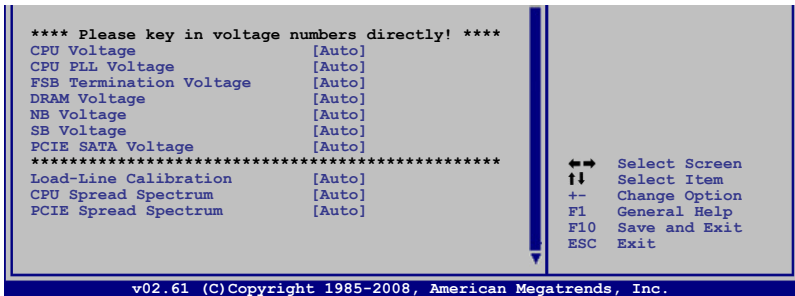 **** Please key in voltage numbers directly! ****
CPU Voltage [Auto]
CPU PLL Voltage [Auto]
FSB Termination Voltage [Auto]
DRAM Voltage [Auto]
NB Voltage [Auto]
SB Voltage [Auto]
PCIE SATA Voltage [Auto]
*************************************************
Load-Line Calibration [Auto]
CPU Spread Spectrum [Auto]
PCIE Spread Spectrum [Auto]
←→ Select Screen
↑↓ Select Item
+- Change Option
F1 General Help
F10 Save and Exit
ESC Exit
v02.61 (C)Copyright 1985-2008, American Megatrends, Inc.